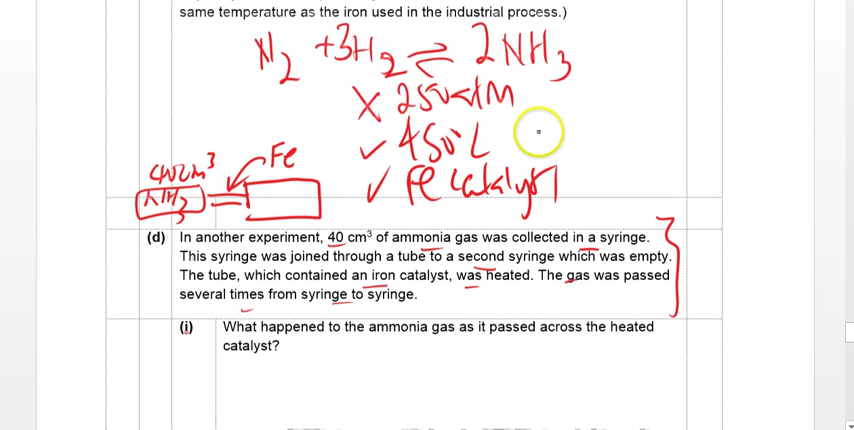 same temperature as the iron used in the industrial process.)
N2 + 3H2 ⇌ 2NH3
X 250 atm
✓ 450°C
Fe
✓ Fe catalyst
40cm³
NH3
(d) In another experiment, 40 cm³ of ammonia gas was collected in a syringe.
This syringe was joined through a tube to a second syringe which was empty.
The tube, which contained an iron catalyst, was heated. The gas was passed
several times from syringe to syringe.
(i) What happened to the ammonia gas as it passed across the heated
catalyst?